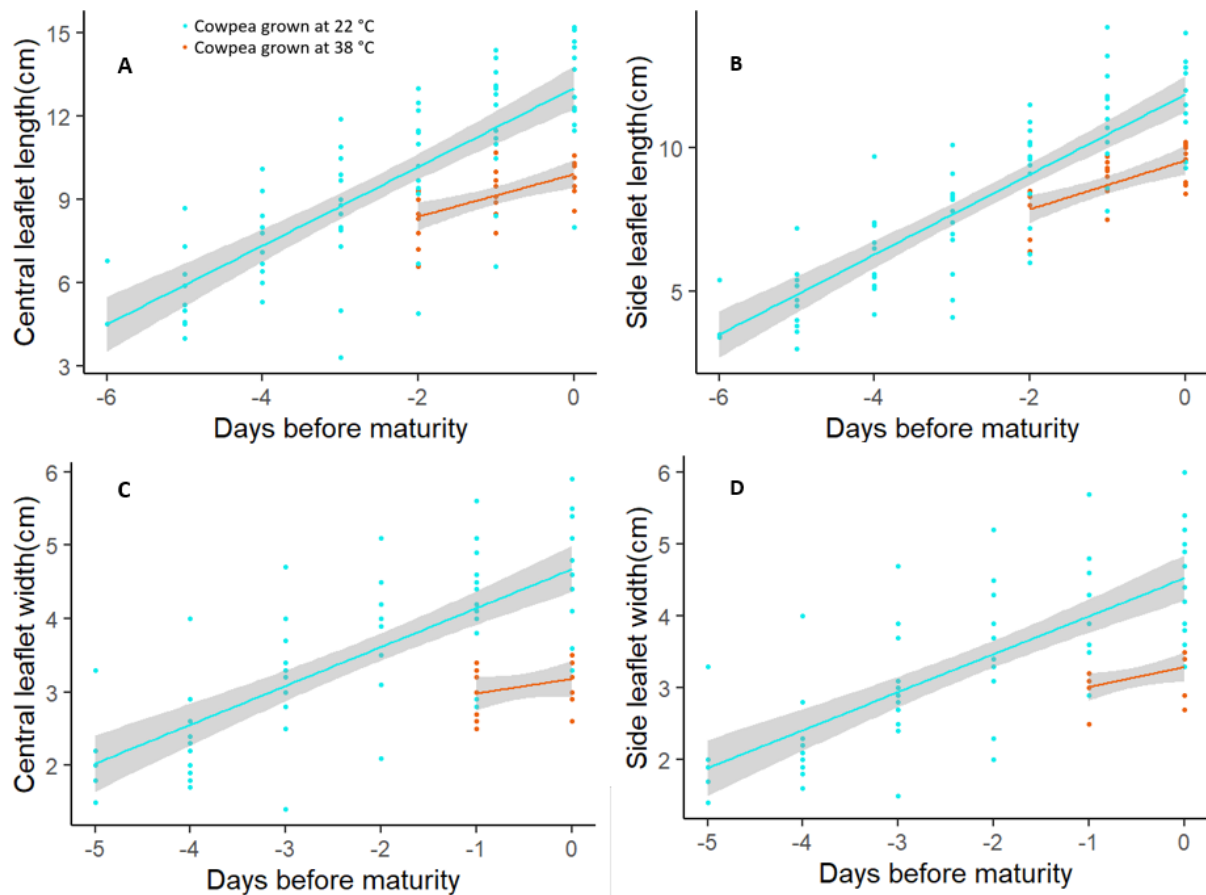 Cowpea grown at 22 °C
Cowpea grown at 38 °C
A
Central leaflet length(cm)
15
12
9
6
3
-6
-4
-2
0
Days before maturity
B
Side leaflet length(cm)
10
5
-6
-4
-2
0
Days before maturity
C
Central leaflet width(cm)
6
5
4
3
2
-5
-4
-3
-2
-1
0
Days before maturity
D
Side leaflet width(cm)
6
5
4
3
2
-5
-4
-3
-2
-1
0
Days before maturity